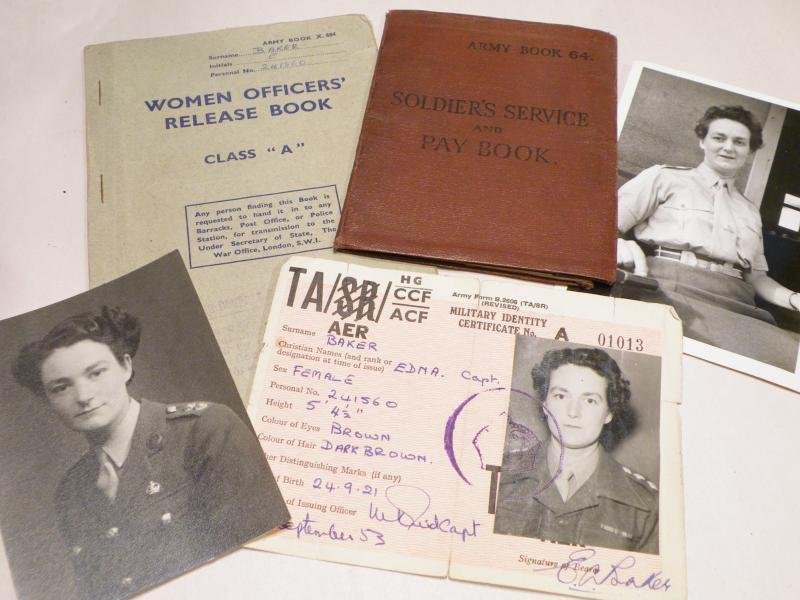 ARMY BOOK X. 694
Surname BAKER
Initials E
Personal No. 241560
WOMEN OFFICERS'
RELEASE BOOK
CLASS "A"
Any person finding this Book is
requested to hand it in to any
Barracks, Post Office, or Police
Station, for transmission to the
Under Secretary of State, The
War Office, London, S.W.1.
ARMY BOOK 64.
SOLDIER'S SERVICE
AND
PAY BOOK.
TA/SR/
AER
HG
CCF
ACF
Army Form B.2606 (TA/SR)
(REVISED)
MILITARY IDENTITY
CERTIFICATE No. A 01013
Surname BAKER
Christian Names (and rank or
designation at time of issue) EDNA. Capt.
Sex FEMALE
Personal No. 241560
Height 5' 4½"
Colour of Eyes BROWN
Colour of Hair DARK BROWN.
Other Distinguishing Marks (if any)
of Birth 24.9.21
of Issuing Officer Capt
September 53
Signature of Bearer
Baker